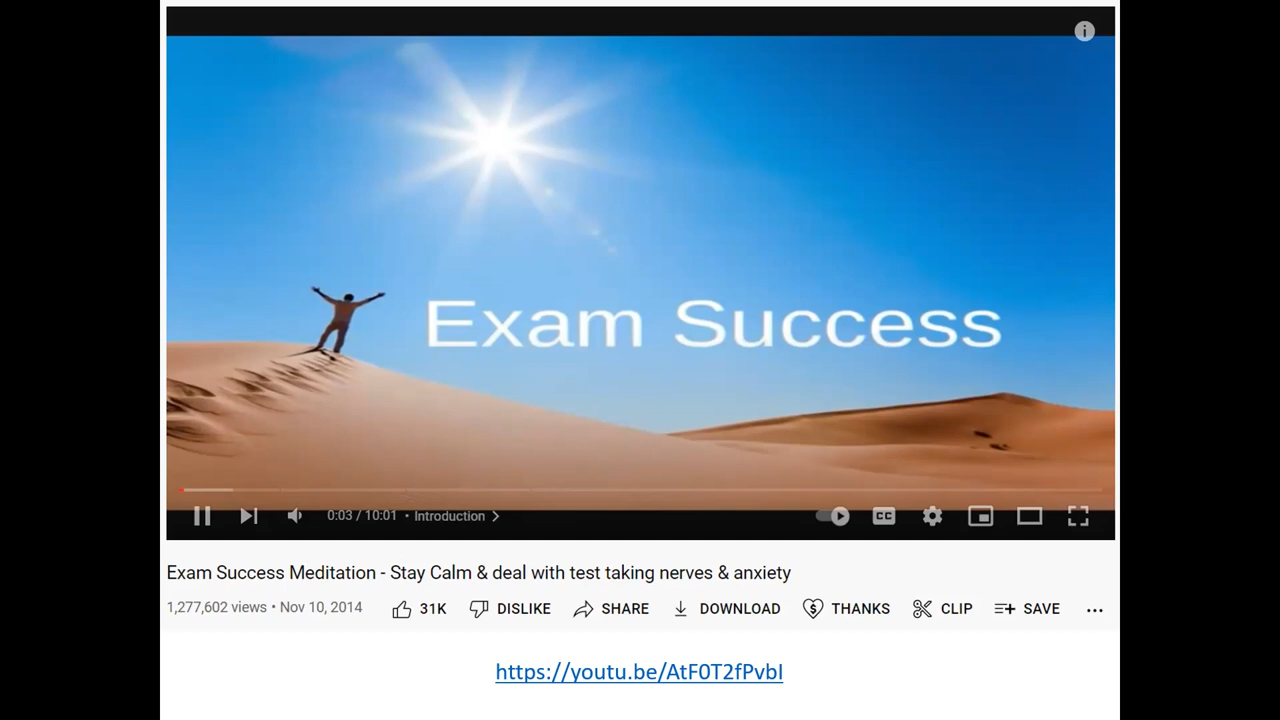 Exam Success
0:03 / 10:01 • Introduction >
CC
Exam Success Meditation - Stay Calm & deal with test taking nerves & anxiety
1,277,602 views • Nov 10, 2014 31K DISLIKE SHARE DOWNLOAD THANKS CLIP SAVE ...
https://youtu.be/AtF0T2fPvbI